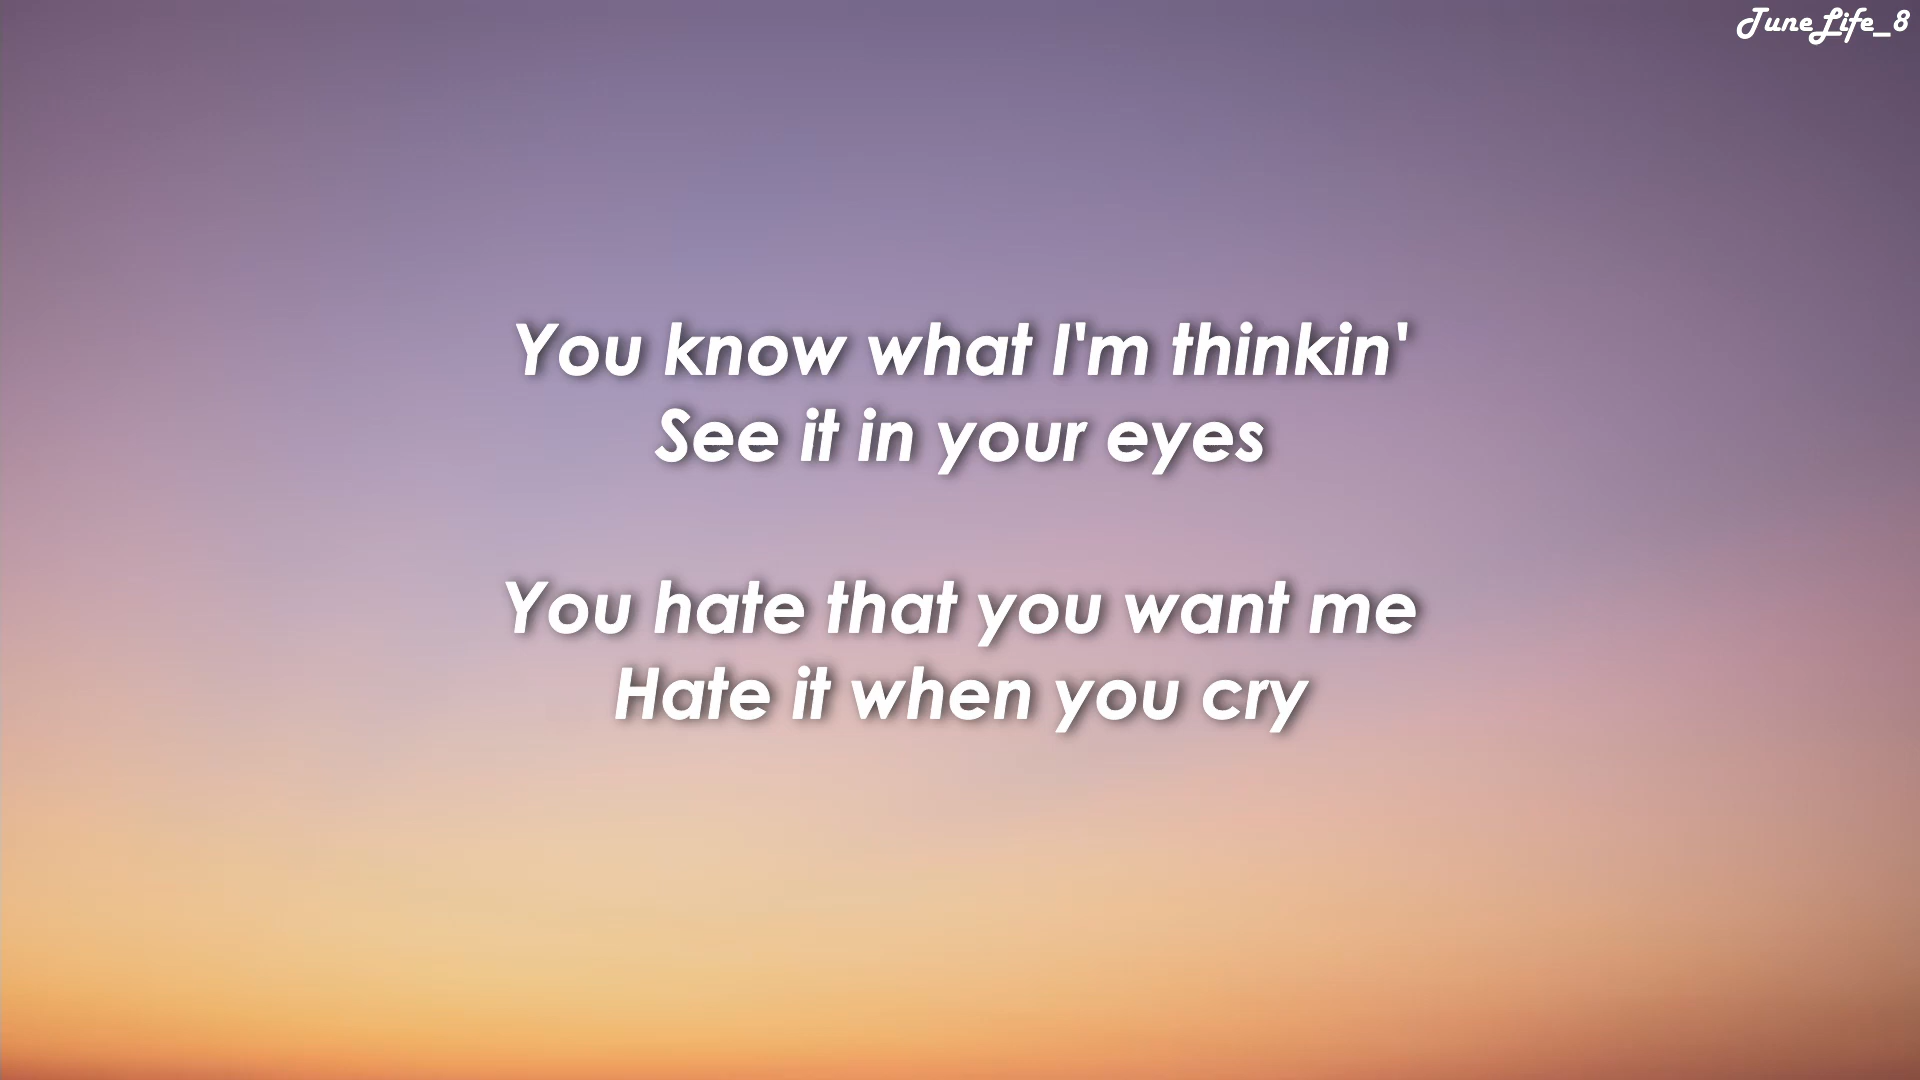 TuneLife_8
You know what I'm thinkin'
See it in your eyes
You hate that you want me
Hate it when you cry